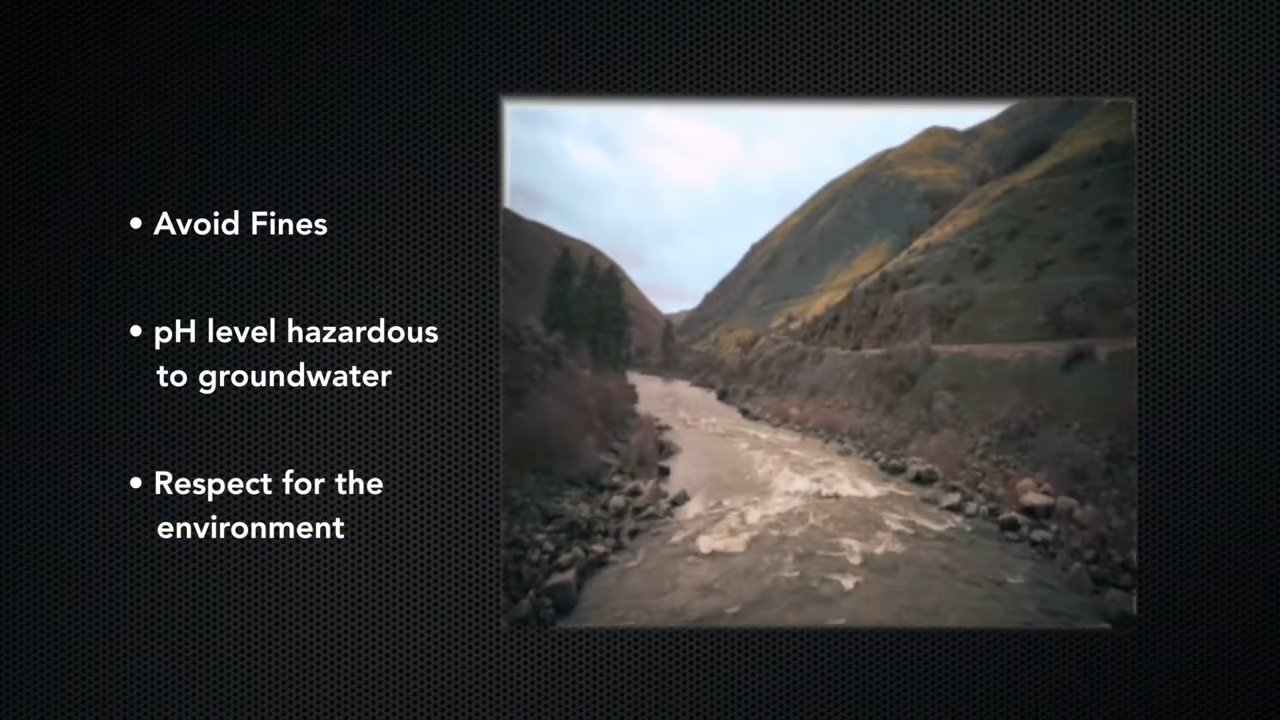 • Avoid Fines
• pH level hazardous
to groundwater
• Respect for the
environment